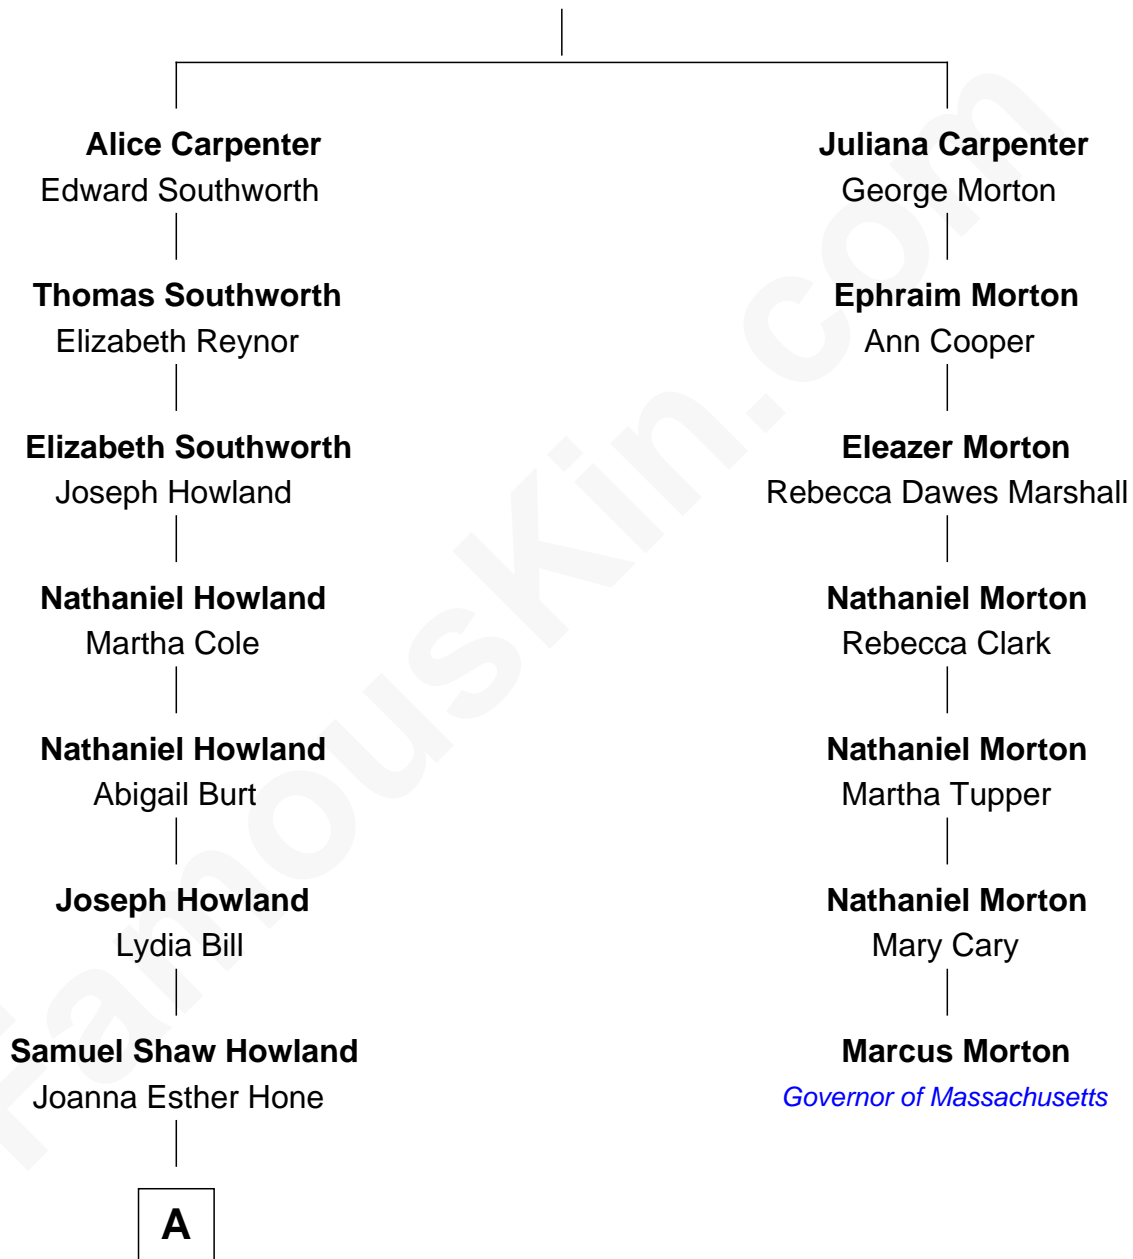 Alice Carpenter
Edward Southworth
Thomas Southworth
Elizabeth Reynor
Elizabeth Southworth
Joseph Howland
Nathaniel Howland
Martha Cole
Nathaniel Howland
Abigail Burt
Joseph Howland
Lydia Bill
Samuel Shaw Howland
Joanna Esther Hone
A
Juliana Carpenter
George Morton
Ephraim Morton
Ann Cooper
Eleazer Morton
Rebecca Dawes Marshall
Nathaniel Morton
Rebecca Clark
Nathaniel Morton
Martha Tupper
Nathaniel Morton
Mary Cary
Marcus Morton
Governor of Massachusetts
FamousKin.com